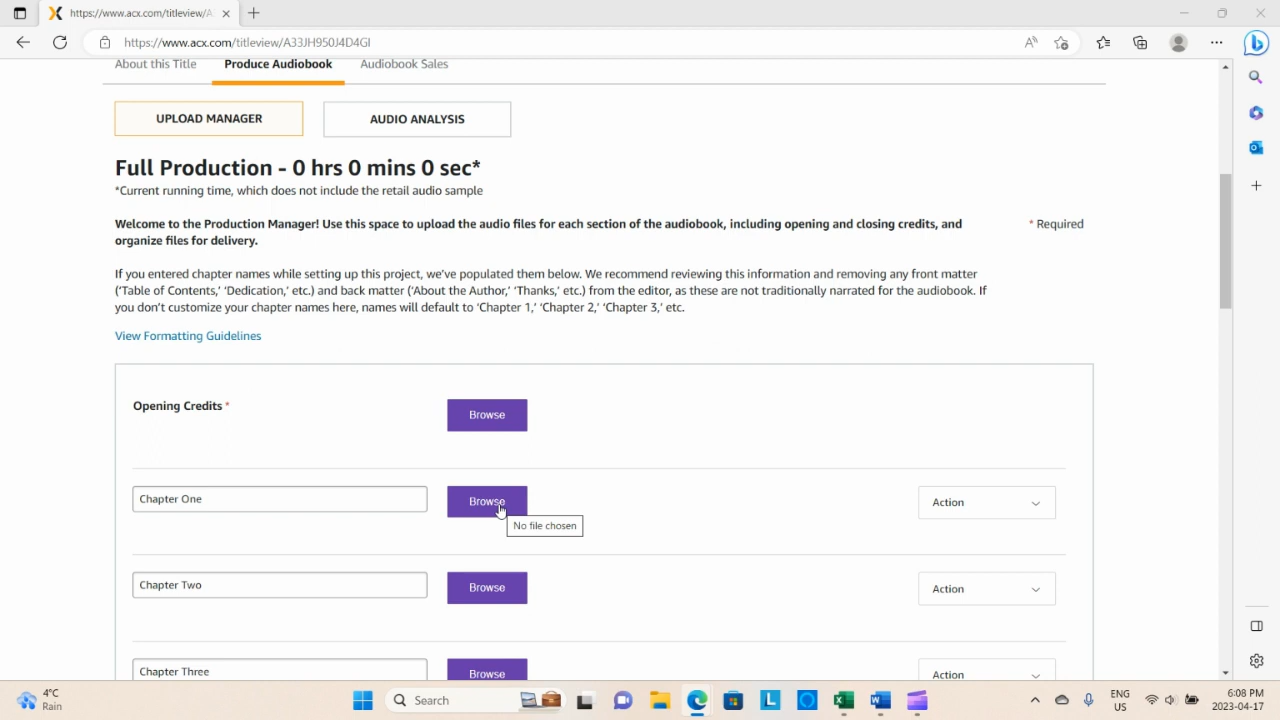 https://www.acx.com/titleview/A
https://www.acx.com/titleview/A33JH950J4D4GI
About this Title
Produce Audiobook
Audiobook Sales
UPLOAD MANAGER
AUDIO ANALYSIS
Full Production - 0 hrs 0 mins 0 sec*
*Current running time, which does not include the retail audio sample
Welcome to the Production Manager! Use this space to upload the audio files for each section of the audiobook, including opening and closing credits, and
organize files for delivery.
* Required
If you entered chapter names while setting up this project, we've populated them below. We recommend reviewing this information and removing any front matter
('Table of Contents,' 'Dedication,' etc.) and back matter ('About the Author,' 'Thanks,' etc.) from the editor, as these are not traditionally narrated for the audiobook. If
you don't customize your chapter names here, names will default to 'Chapter 1,' 'Chapter 2,' 'Chapter 3,' etc.
View Formatting Guidelines
Opening Credits *
Browse
Chapter One
Browse
Action
No file chosen
Chapter Two
Browse
Action
Chapter Three
Browse
Action
4°C
Rain
Search
ENG
US
6:08 PM
2023-04-17